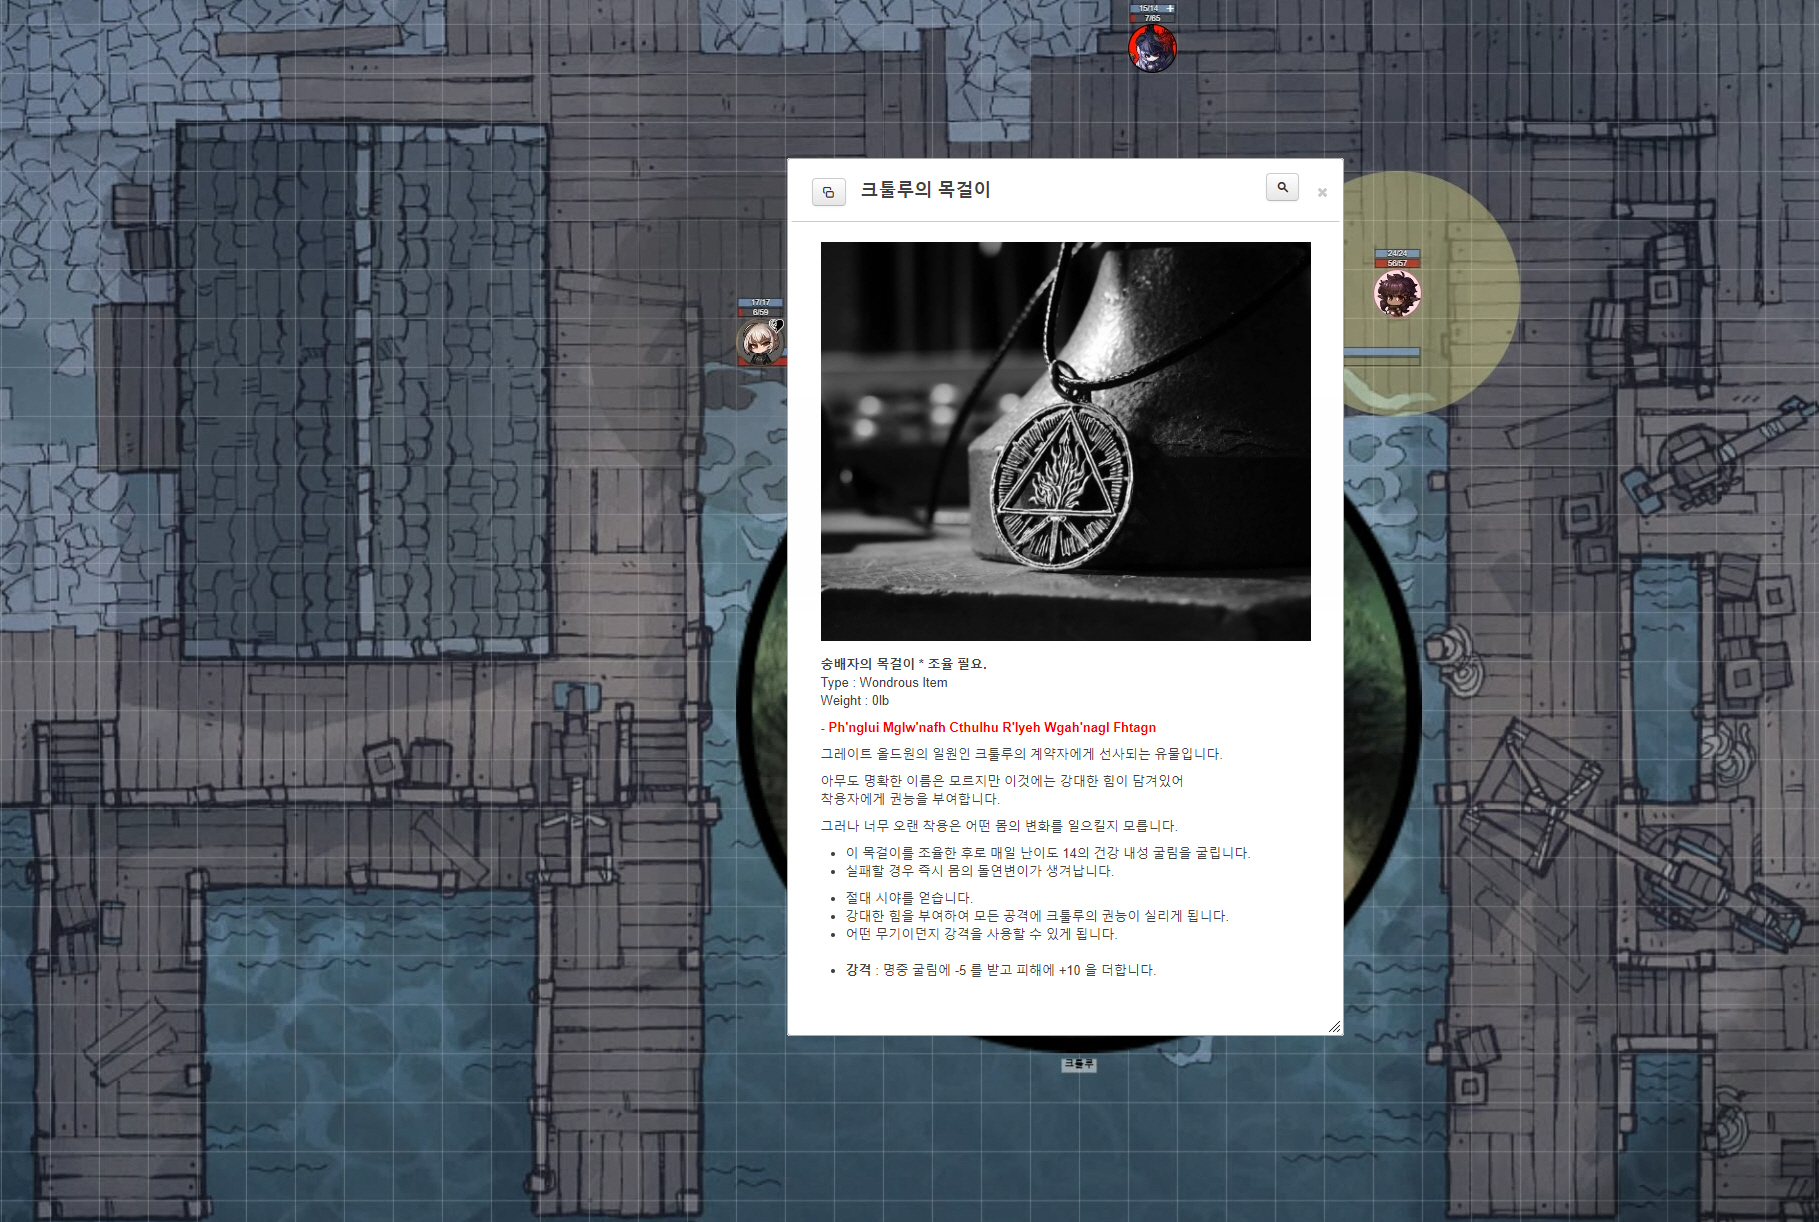 15/14
7/65
크툴루의 목걸이
24/24
56/57
17/17
6/59
숭배자의 목걸이 * 조율 필요.
Type : Wondrous Item
Weight : 0lb
- Ph'nglui Mglw'nafh Cthulhu R'lyeh Wgah'nagl Fhtagn
그레이트 올드원의 일원인 크툴루의 계약자에게 선사되는 유물입니다.
아무도 명확한 이름은 모르지만 이것에는 강대한 힘이 담겨있어
착용자에게 권능을 부여합니다.
그러나 너무 오랜 착용은 어떤 몸의 변화를 일으킬지 모릅니다.
• 이 목걸이를 조율한 후로 매일 난이도 14의 건강 내성 굴림을 굴립니다.
• 실패할 경우 즉시 몸의 돌연변이가 생겨납니다.
• 절대 시야를 얻습니다.
• 강대한 힘을 부여하여 모든 공격에 크툴루의 권능이 실리게 됩니다.
• 어떤 무기이던지 강격을 사용할 수 있게 됩니다.
• 강격 : 명중 굴림에 -5 를 받고 피해에 +10 을 더합니다.
크툴루